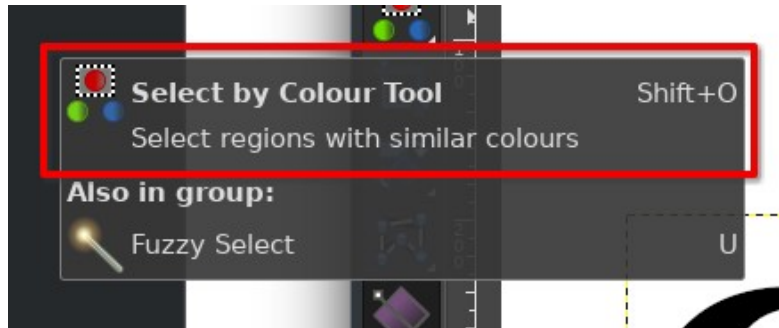 Select by Colour Tool Shift+O
Select regions with similar colours
Also in group:
Fuzzy Select U